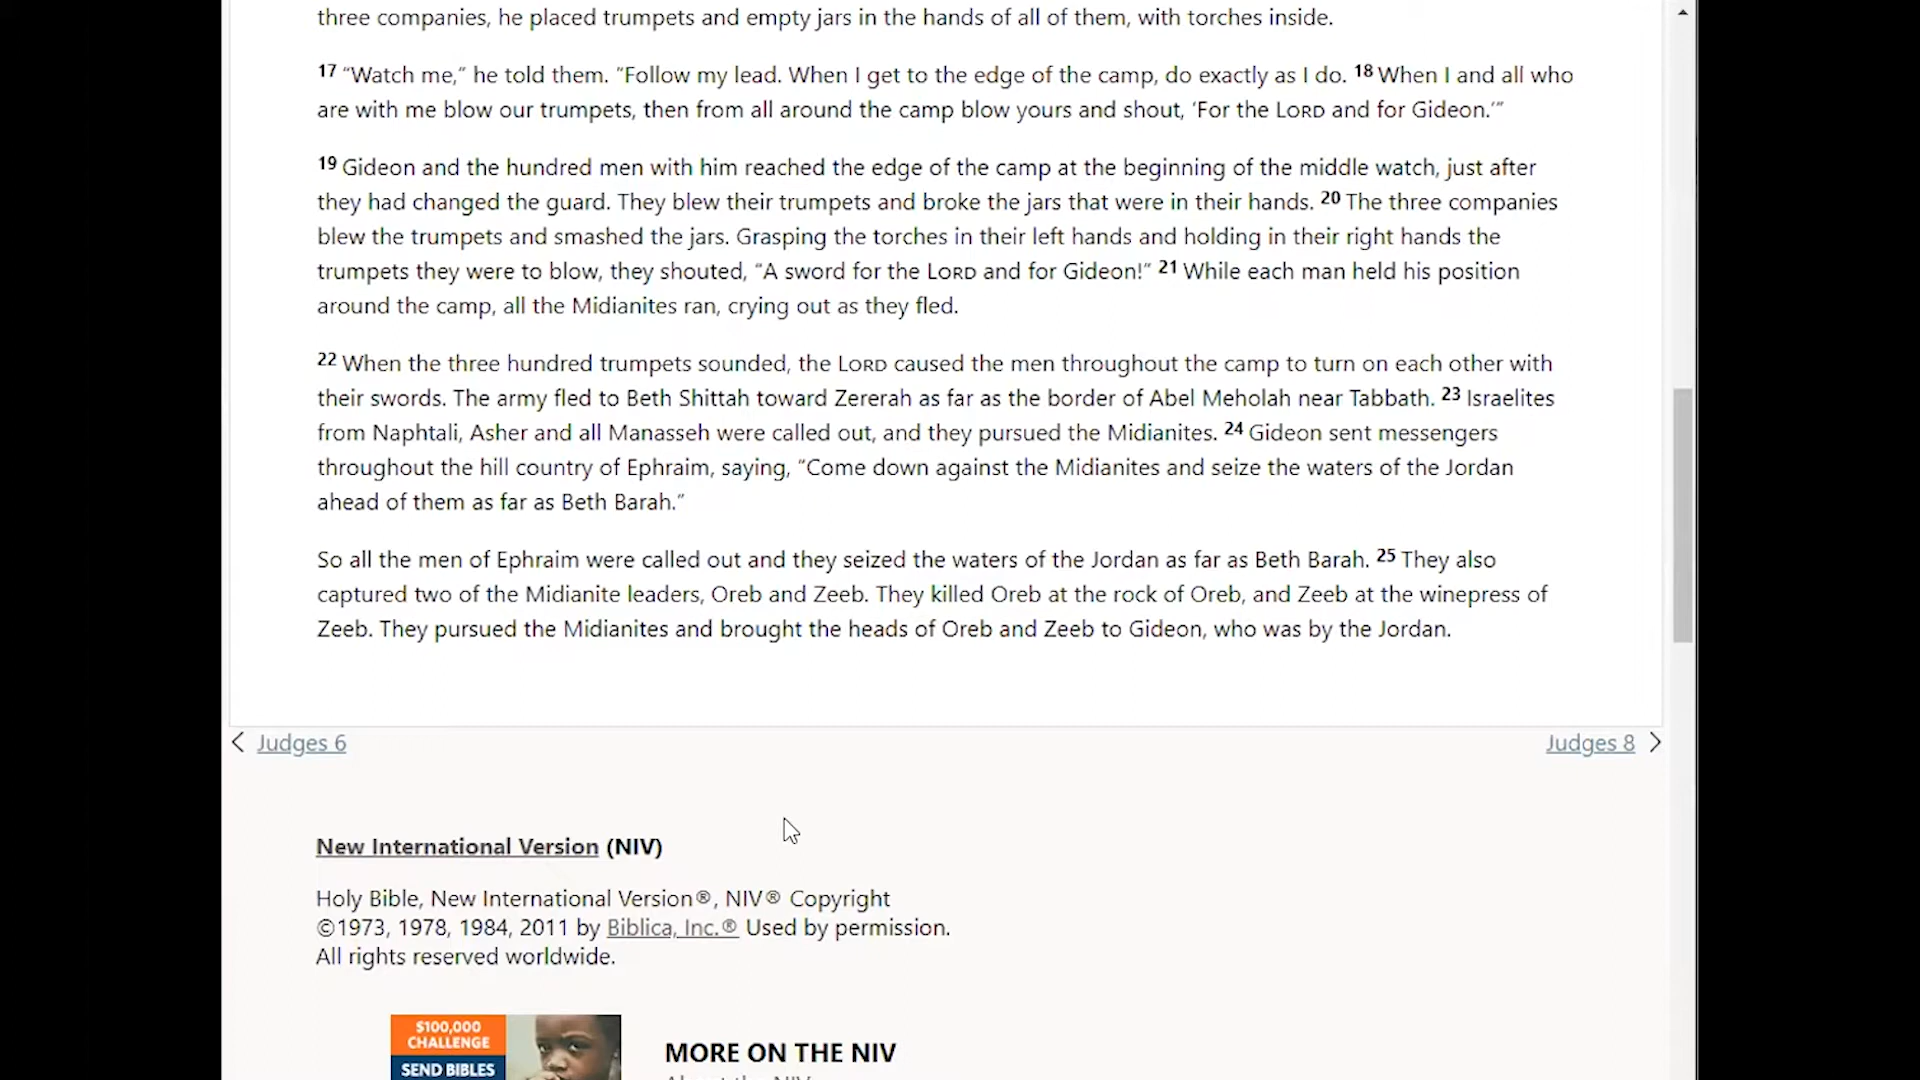 three companies, he placed trumpets and empty jars in the hands of all of them, with torches inside.
17 “Watch me,” he told them. “Follow my lead. When I get to the edge of the camp, do exactly as I do. 18 When I and all who
are with me blow our trumpets, then from all around the camp blow yours and shout, ‘For the LORD and for Gideon.’”
19 Gideon and the hundred men with him reached the edge of the camp at the beginning of the middle watch, just after
they had changed the guard. They blew their trumpets and broke the jars that were in their hands. 20 The three companies
blew the trumpets and smashed the jars. Grasping the torches in their left hands and holding in their right hands the
trumpets they were to blow, they shouted, “A sword for the LORD and for Gideon!” 21 While each man held his position
around the camp, all the Midianites ran, crying out as they fled.
22 When the three hundred trumpets sounded, the LORD caused the men throughout the camp to turn on each other with
their swords. The army fled to Beth Shittah toward Zererah as far as the border of Abel Meholah near Tabbath. 23 Israelites
from Naphtali, Asher and all Manasseh were called out, and they pursued the Midianites. 24 Gideon sent messengers
throughout the hill country of Ephraim, saying, “Come down against the Midianites and seize the waters of the Jordan
ahead of them as far as Beth Barah.”
So all the men of Ephraim were called out and they seized the waters of the Jordan as far as Beth Barah. 25 They also
captured two of the Midianite leaders, Oreb and Zeeb. They killed Oreb at the rock of Oreb, and Zeeb at the winepress of
Zeeb. They pursued the Midianites and brought the heads of Oreb and Zeeb to Gideon, who was by the Jordan.
Judges 6
Judges 8
New International Version (NIV)
Holy Bible, New International Version®, NIV® Copyright
©1973, 1978, 1984, 2011 by Biblica, Inc.® Used by permission.
All rights reserved worldwide.
$100,000
CHALLENGE
SEND BIBLES
MORE ON THE NIV
About the NIV